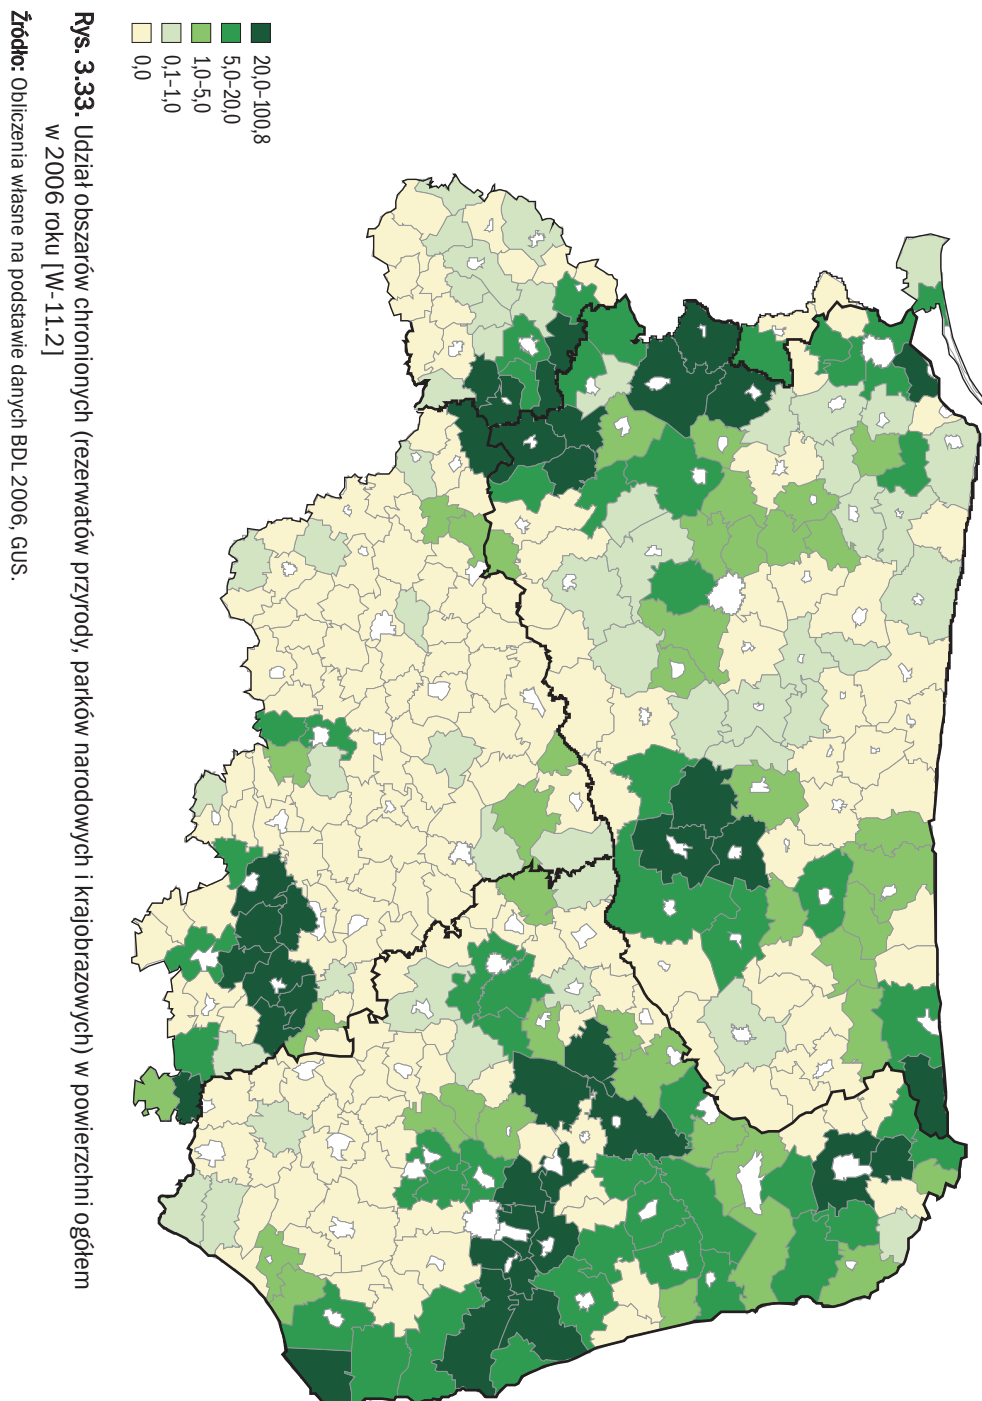 20,0–100,8
5,0–20,0
1,0–5,0
0,1–1,0
0,0
Rys. 3.33. Udział obszarów chronionych (rezerwatów przyrody, parków narodowych i krajobrazowych) w powierzchni ogółem
w 2006 roku [W-11.2]
Źródło: Obliczenia własne na podstawie danych BDL 2006, GUS.